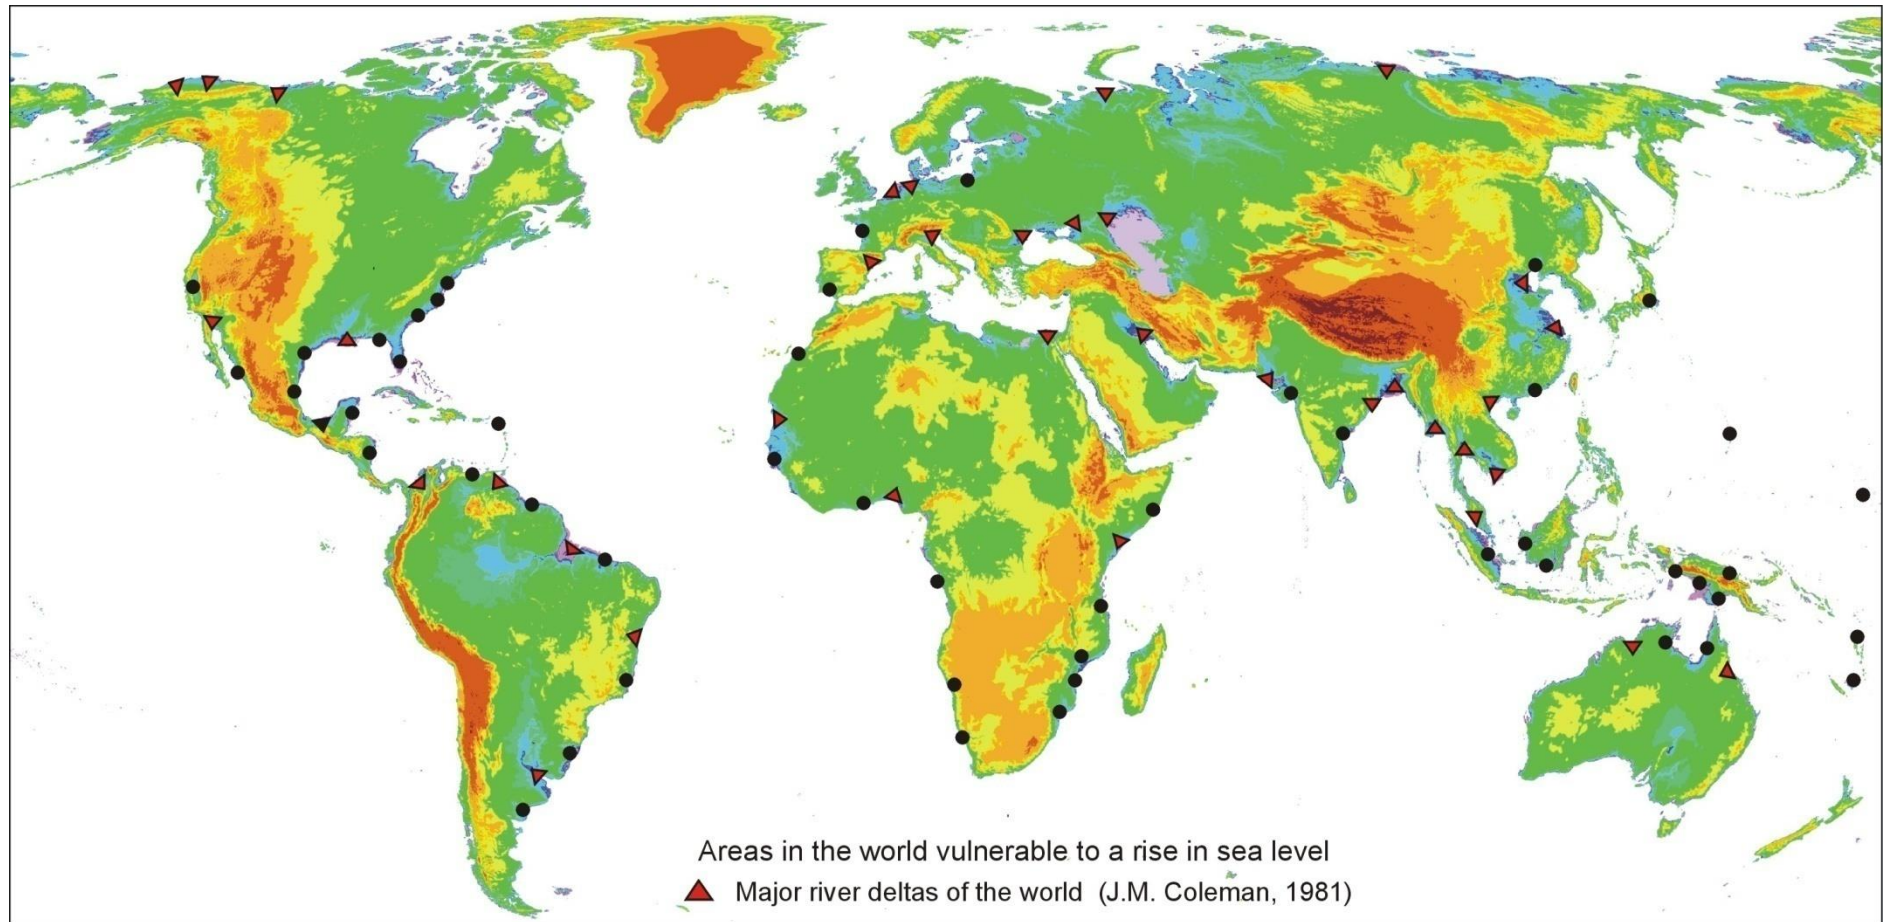 Areas in the world vulnerable to a rise in sea level
Major river deltas of the world (J.M. Coleman, 1981)